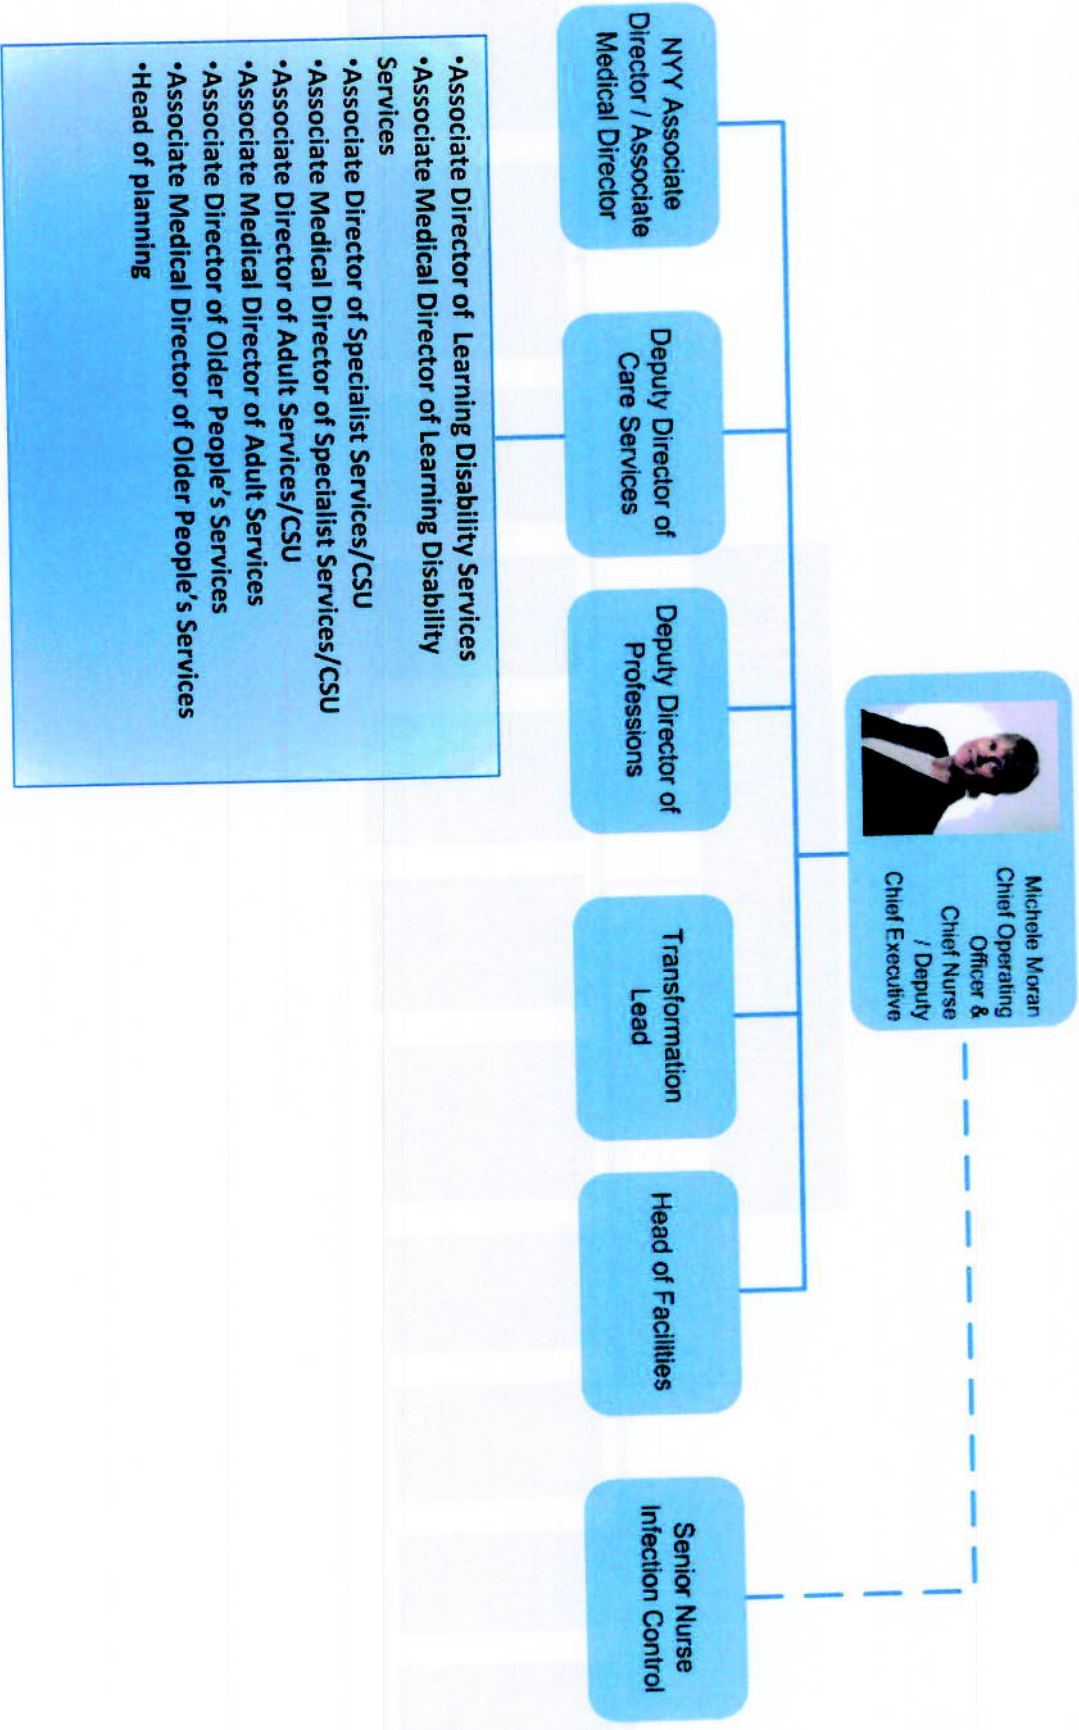 Michele Moran
Chief Operating
Officer &
Chief Nurse
/ Deputy
Chief Executive
NYY Associate
Director / Associate
Medical Director
Deputy Director of
Care Services
Deputy Director of
Professions
Transformation
Lead
Head of Facilities
Senior Nurse
Infection Control
•Associate Director of  Learning Disability Services
•Associate Medical Director of Learning Disability
Services
•Associate Director of Specialist Services/CSU
•Associate Medical Director of Specialist Services/CSU
•Associate Director of Adult Services/CSU
•Associate Medical Director of Adult Services
•Associate Director of Older People's Services
•Associate Medical Director of Older People's Services
•Head of planning